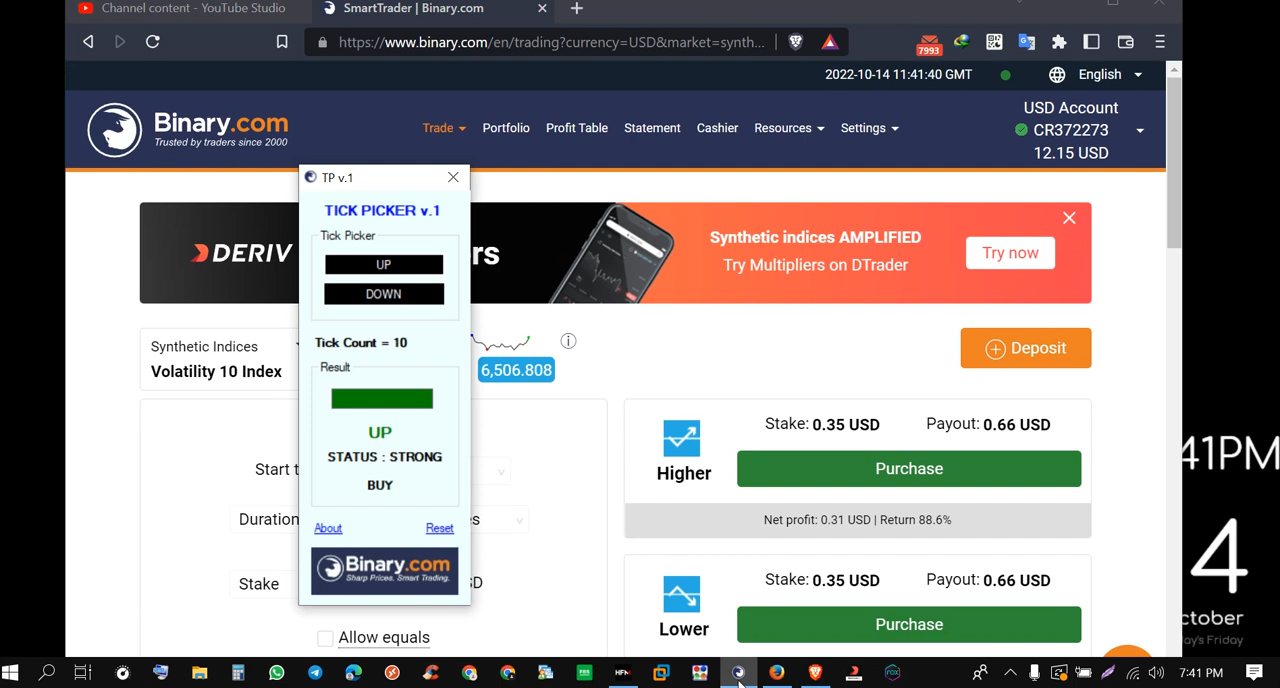 Channel content - YouTube Studio
SmartTrader | Binary.com
https://www.binary.com/en/trading?currency=USD&market=synth...
7993
2022-10-14 11:41:40 GMT
English
Binary.com
Trusted by traders since 2000
Trade
Portfolio
Profit Table
Statement
Cashier
Resources
Settings
USD Account
CR372273
12.15 USD
TP v.1
TICK PICKER v.1
Tick Picker
UP
DOWN
Tick Count = 10
Result
UP
STATUS : STRONG
BUY
About
Reset
Binary.com
Sharp Prices. Smart Trading.
DERIV
rs
Synthetic indices AMPLIFIED
Try Multipliers on DTrader
Try now
Synthetic Indices
Volatility 10 Index
6,506.808
Deposit
Start t
Duration
es
Stake
SD
Allow equals
Higher
Stake: 0.35 USD
Payout: 0.66 USD
Purchase
Net profit: 0.31 USD | Return 88.6%
Lower
Stake: 0.35 USD
Payout: 0.66 USD
Purchase
41PM
4
ctober
ay's Friday
FBS
HFM
7:41 PM